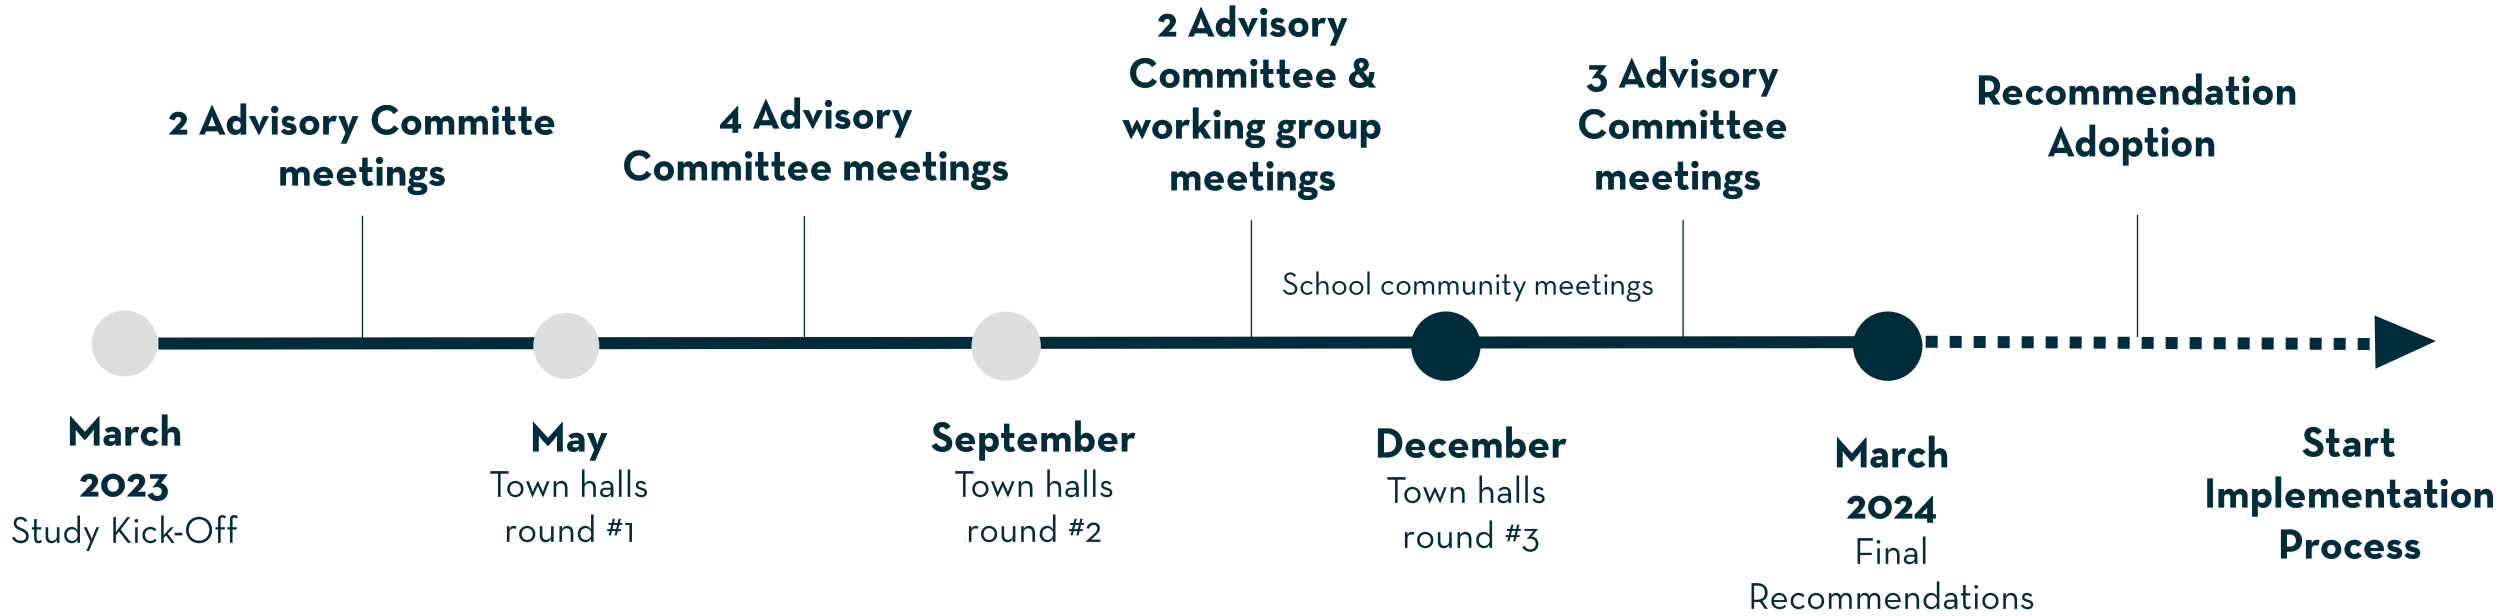 2 Advisory Committe
meetings
4 Advisory
Committee meetings
2 Advisory
Committee &
working group
meetings
3 Advisory
Committee
meetings
Recommendation
Adoption
School community meetings
March
2023
Study Kick-Off
May
Town halls
round #1
September
Town halls
round #2
December
Town halls
round #3
March
2024
Final
Recommendations
Start
Implementation
Process